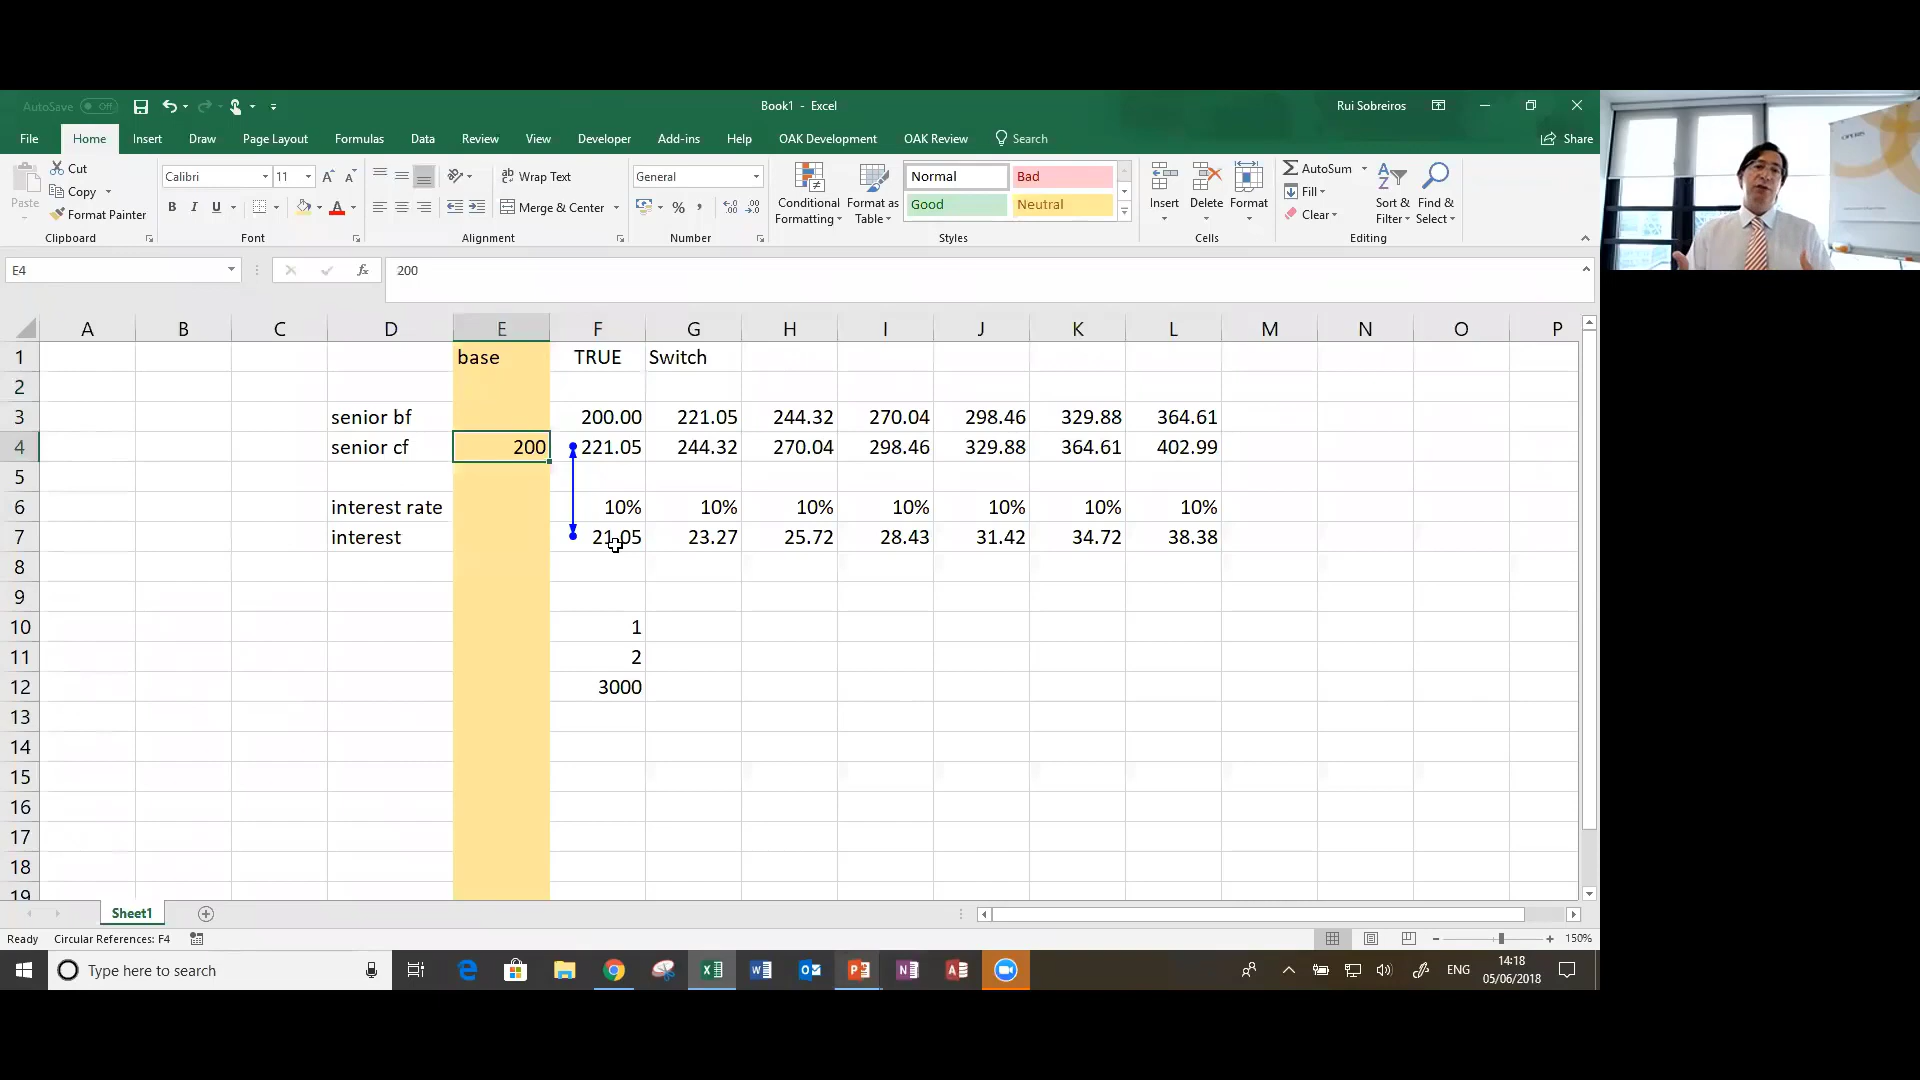 AutoSave Off
Book1 - Excel
Rui Sobreiros
File Home Insert Draw Page Layout Formulas Data Review View Developer Add-ins Help OAK Development OAK Review Search Share
Paste
Cut
Copy
Format Painter
Clipboard
Calibri 11
B I U
Font
Wrap Text
Merge & Center
Alignment
General
%
Number
Conditional Formatting
Format as Table
Normal Bad
Good Neutral
Styles
Insert Delete Format
Cells
AutoSum
Fill
Clear
Sort & Filter
Find & Select
Editing
E4 fx 200
A B C D E F G H I J K L M N O P
1 base TRUE Switch
2
3 senior bf 200.00 221.05 244.32 270.04 298.46 329.88 364.61
4 senior cf 200 221.05 244.32 270.04 298.46 329.88 364.61 402.99
5
6 interest rate 10% 10% 10% 10% 10% 10% 10%
7 interest 21.05 23.27 25.72 28.43 31.42 34.72 38.38
8
9
10 1
11 2
12 3000
13
14
15
16
17
18
19
Sheet1
Ready Circular References: F4 150%
Type here to search
ENG
14:18
05/06/2018
OPERIS